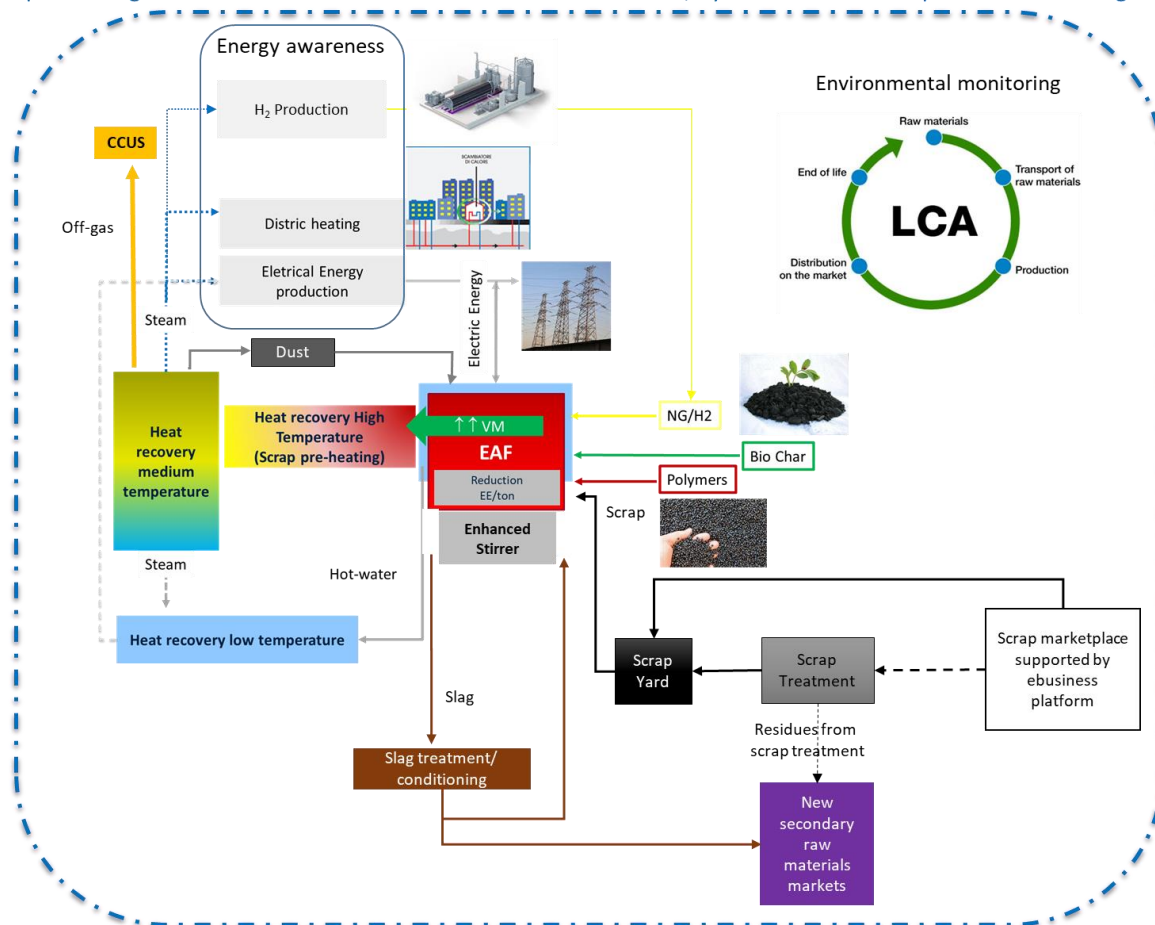 Energy awareness
H2 Production
SCAMBIATORE
DI CALORE
Environmental monitoring
Raw materials
End of life
Transport of
raw materials
LCA
Distribution
on the market
Production
CCUS
Off-gas
Distric heating
Eletrical Energy
production
Steam
Electric Energy
Dust
Heat
recovery
medium
temperature
Heat recovery High
Temperature
(Scrap pre-heating)
↑ ↑ VM
EAF
Reduction
EE/ton
Enhanced
Stirrer
NG/H2
Bio Char
Polymers
Scrap
Steam
Hot-water
Heat recovery low temperature
Scrap
Yard
Scrap
Treatment
Scrap marketplace
supported by
ebusiness
platform
Slag
Residues from
scrap treatment
Slag treatment/
conditioning
New
secondary
raw
materials
markets